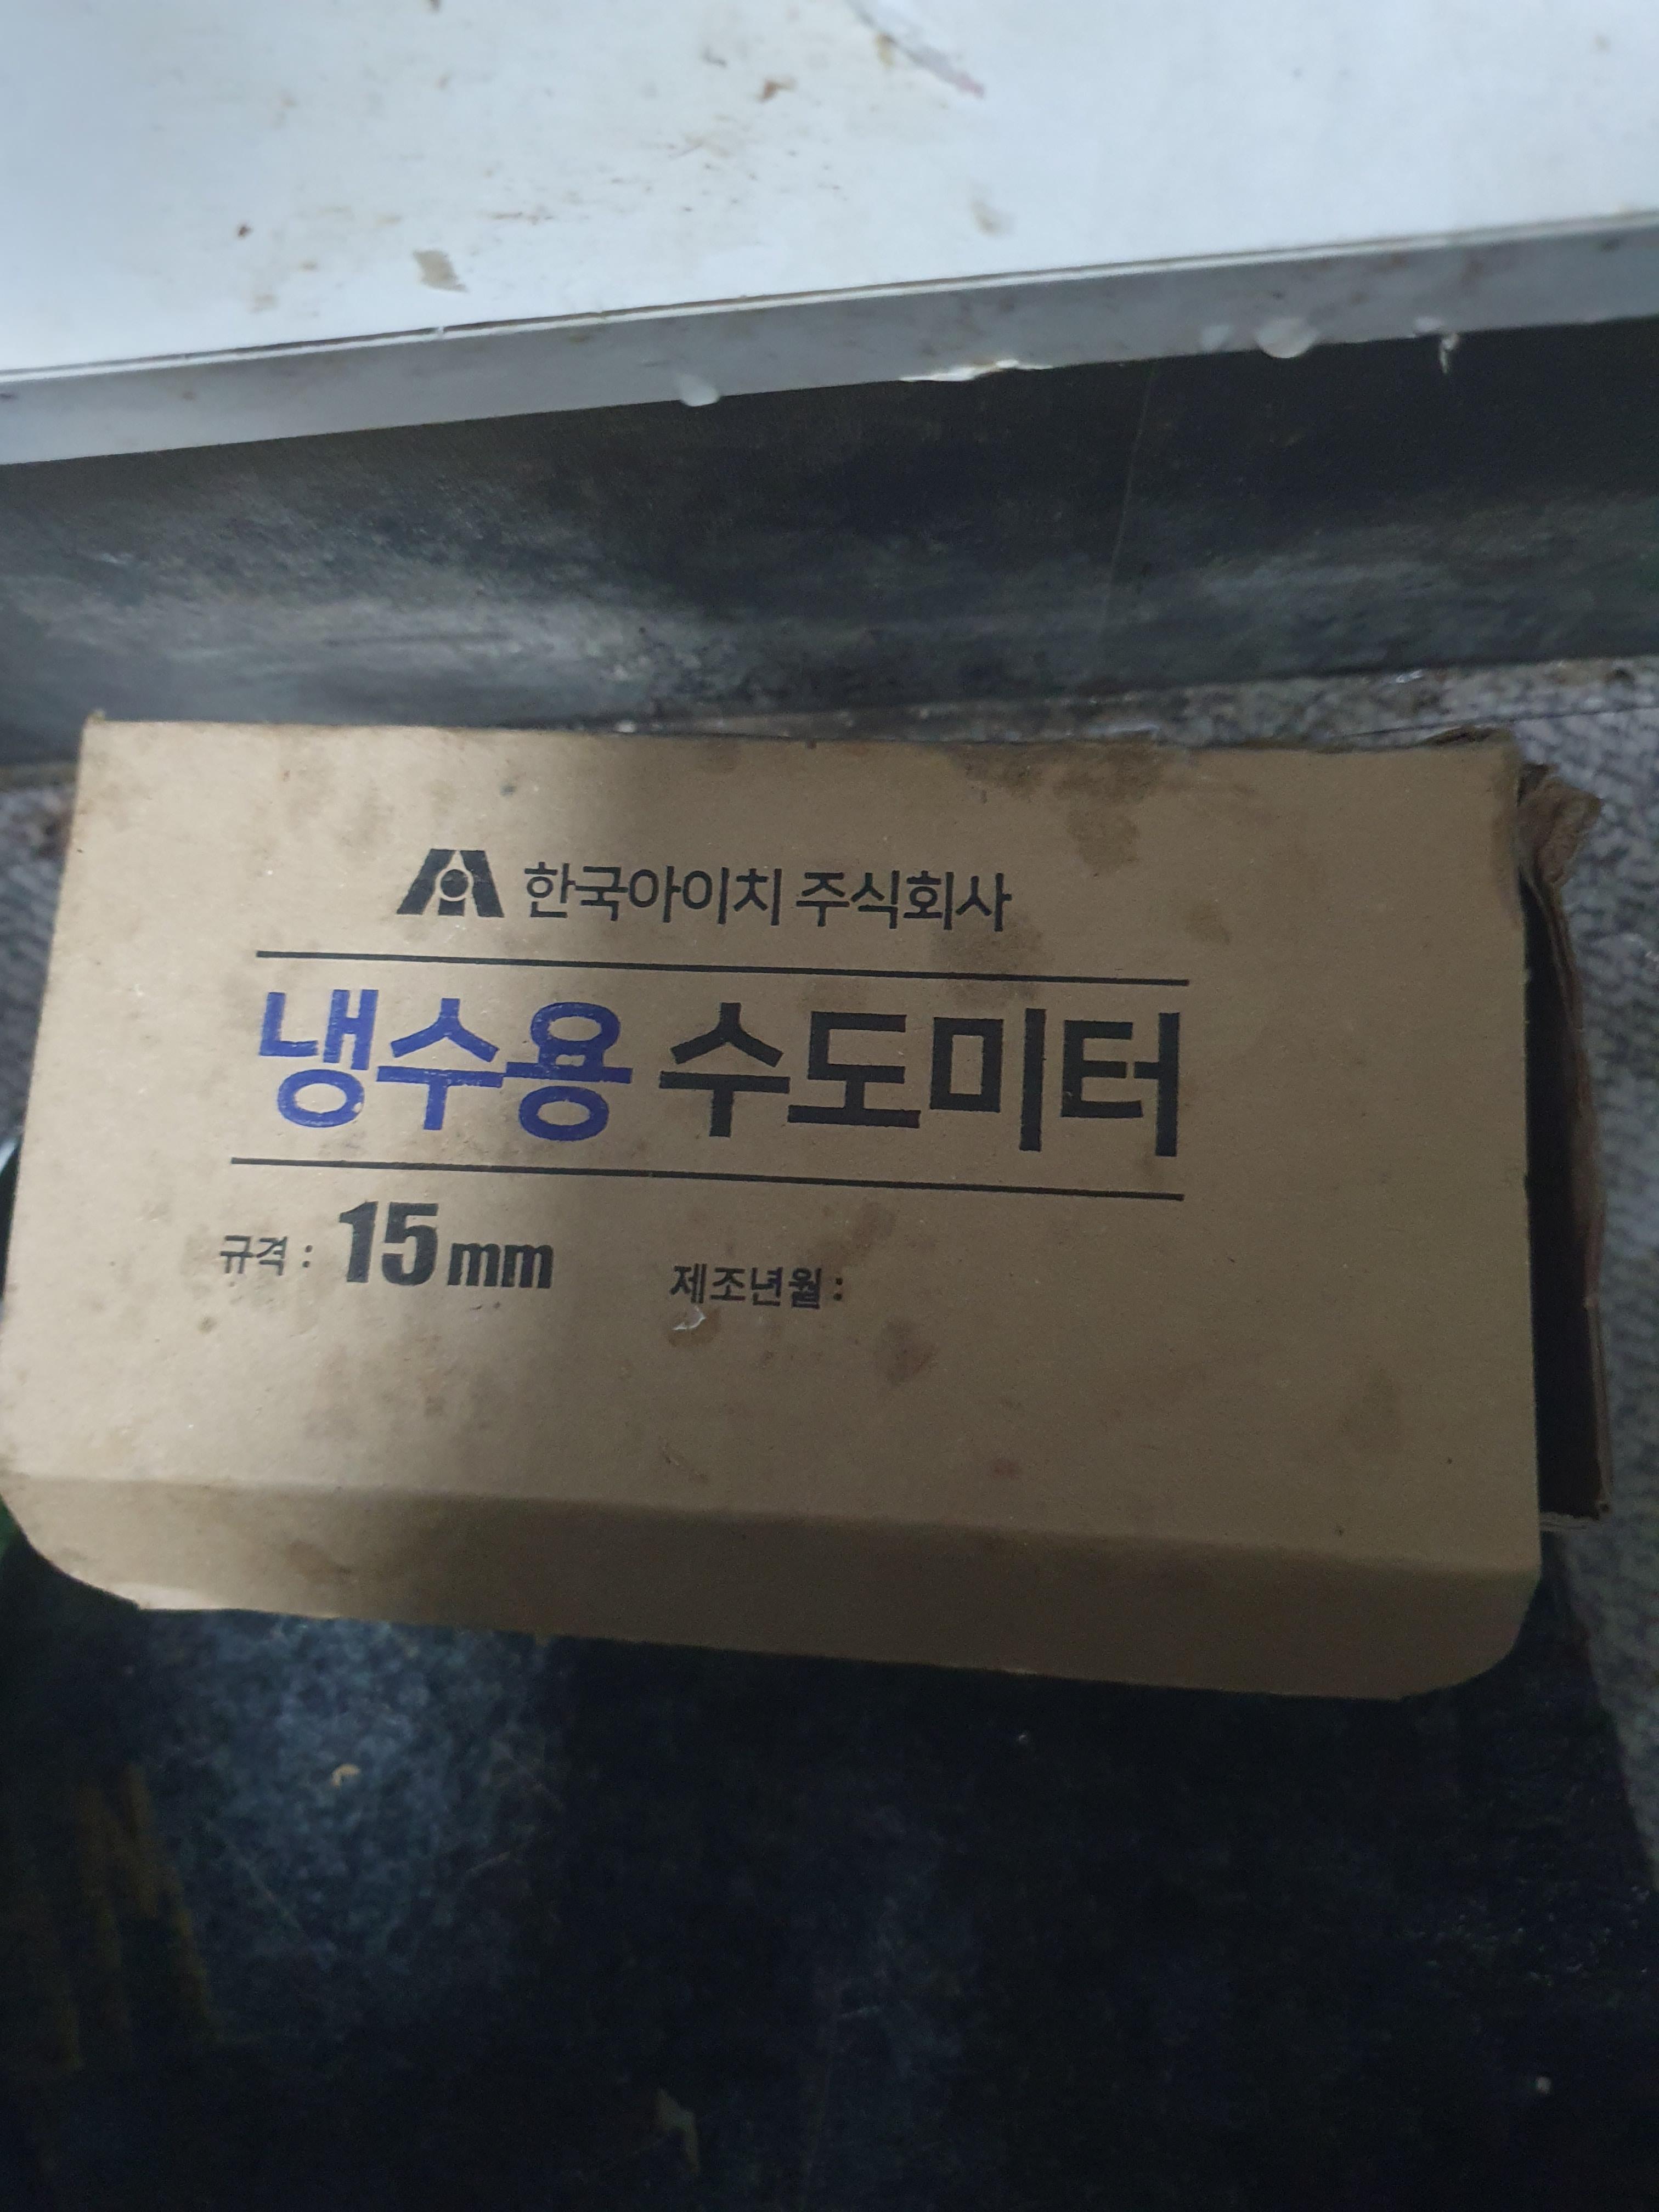 한국아이치 주식회사
냉수용 수도미터
규격 : 15mm 제조년월 :